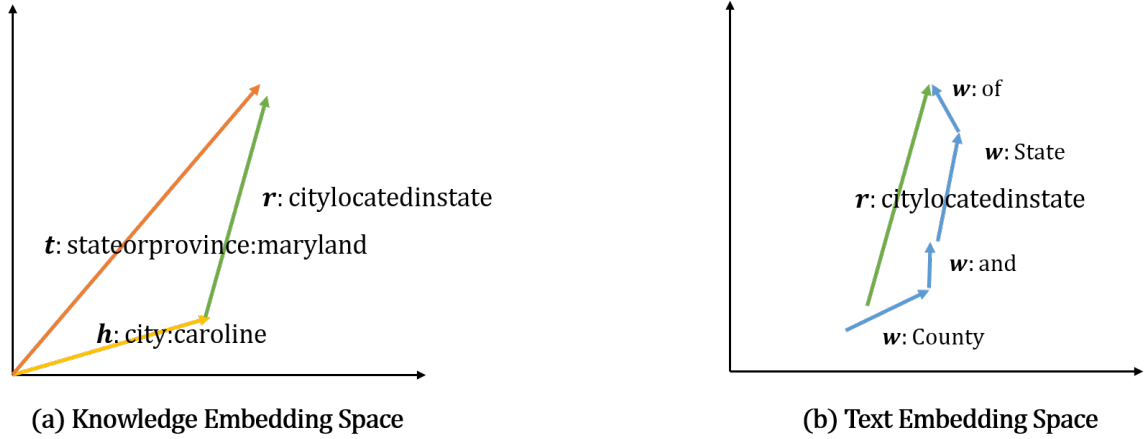 r: citylocatedinstate
t: stateorprovince:maryland
h: city:caroline
(a) Knowledge Embedding Space
w: of
w: State
r: citylocatedinstate
w: and
w: County
(b) Text Embedding Space